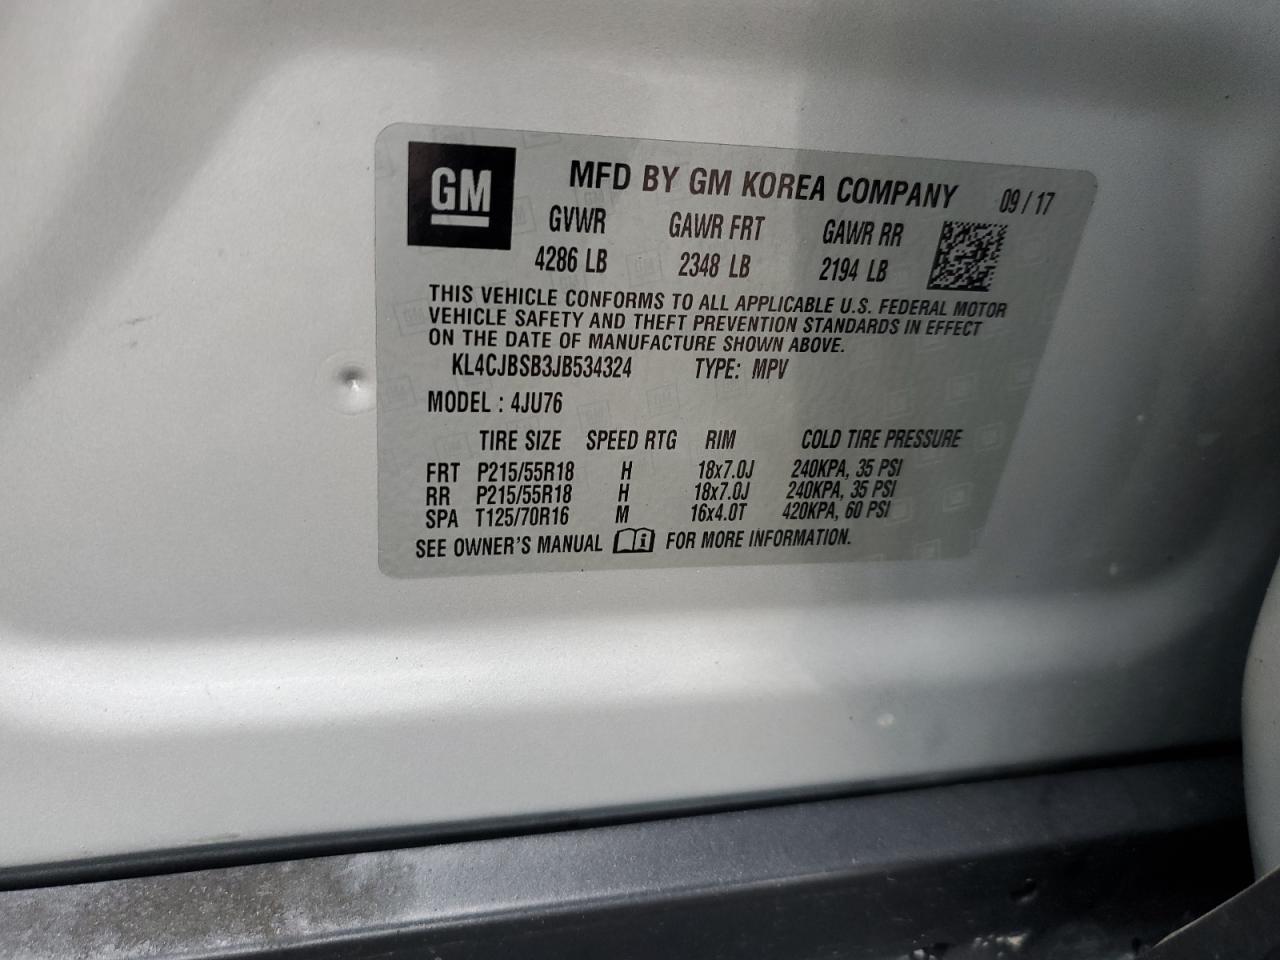 GM
MFD BY GM KOREA COMPANY 09/17
GVWR GAWR FRT GAWR RR
4286 LB 2348 LB 2194 LB
THIS VEHICLE CONFORMS TO ALL APPLICABLE U.S. FEDERAL MOTOR
VEHICLE SAFETY AND THEFT PREVENTION STANDARDS IN EFFECT
ON THE DATE OF MANUFACTURE SHOWN ABOVE.
KL4CJBSB3JB534324 TYPE: MPV
MODEL : 4JU76
TIRE SIZE SPEED RTG RIM COLD TIRE PRESSURE
FRT P215/55R18 H 18x7.0J 240KPA, 35 PSI
RR P215/55R18 H 18x7.0J 240KPA, 35 PSI
SPA T125/70R16 M 16x4.0T 420KPA, 60 PSI
SEE OWNER'S MANUAL FOR MORE INFORMATION.